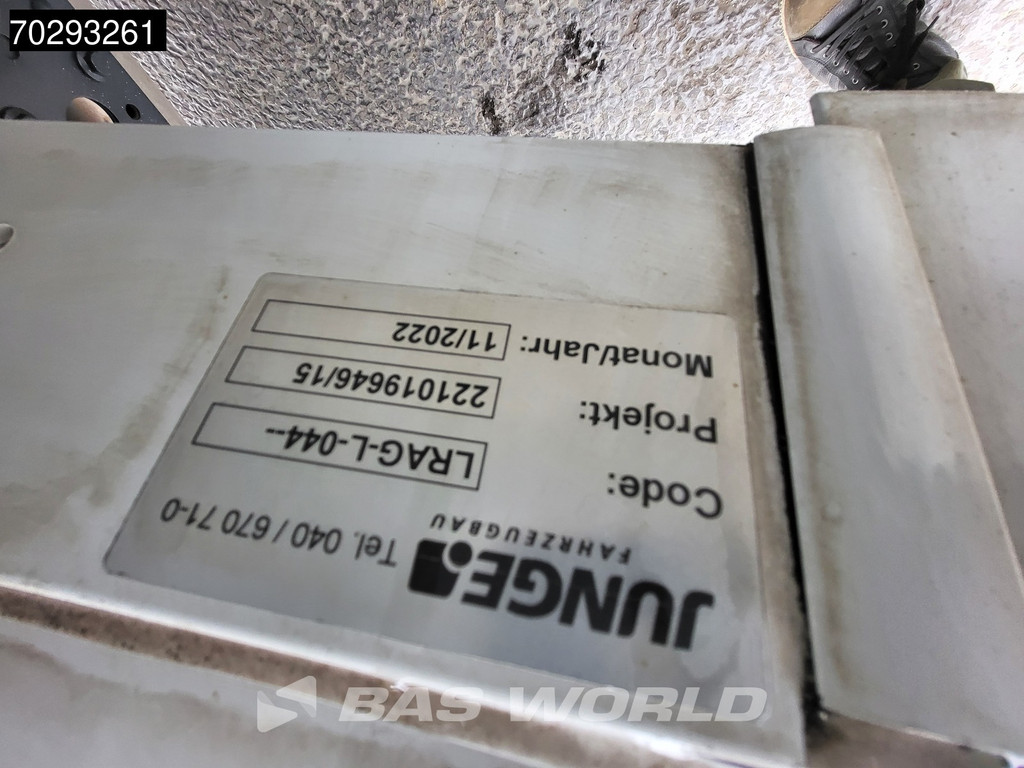 70293261
JUNGE
FAHRZEUGBAU
Tel. 040 / 670 71-0
Code: LRAG-L-044--
Projekt: 221019646/15
Monat/Jahr: 11/2022
BAS WORLD